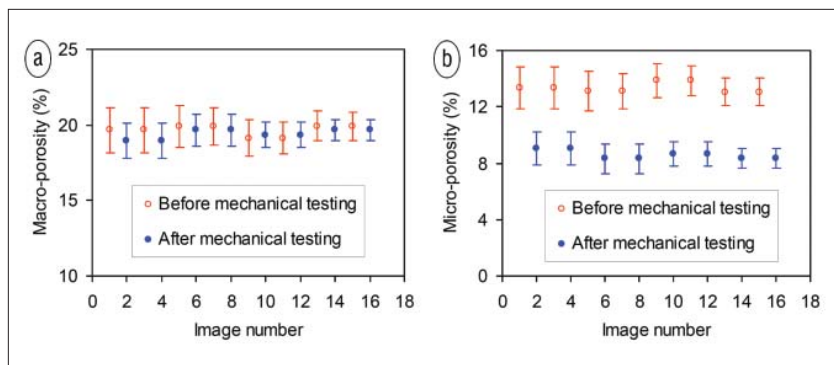 a
25
20
15
10
Macro-porosity (%)
Before mechanical testing
After mechanical testing
0 2 4 6 8 10 12 14 16 18
Image number
b
16
12
8
4
0
Micro-porosity (%)
Before mechanical testing
After mechanical testing
0 2 4 6 8 10 12 14 16 18
Image number